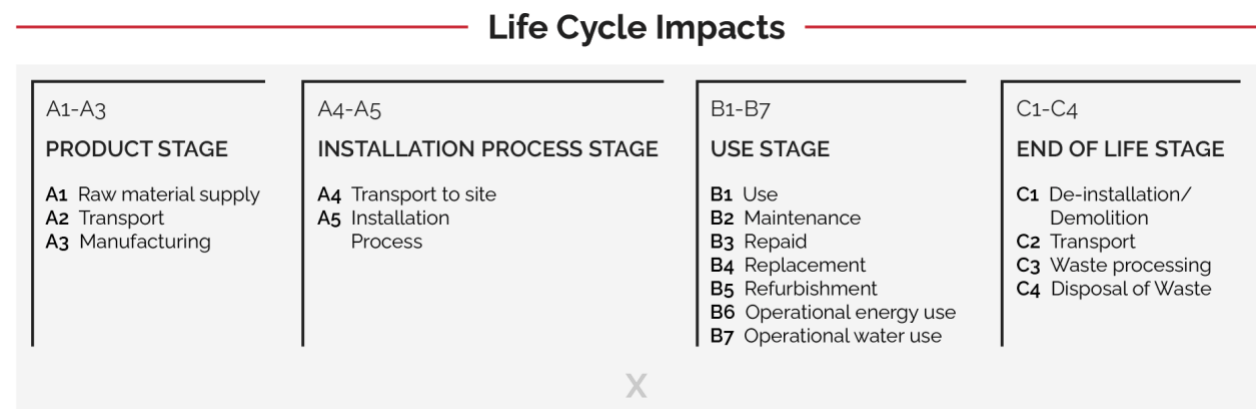 Life Cycle Impacts
A1-A3
PRODUCT STAGE
A1 Raw material supply
A2 Transport
A3 Manufacturing
A4-A5
INSTALLATION PROCESS STAGE
A4 Transport to site
A5 Installation
Process
B1-B7
USE STAGE
B1 Use
B2 Maintenance
B3 Repaid
B4 Replacement
B5 Refurbishment
B6 Operational energy use
B7 Operational water use
C1-C4
END OF LIFE STAGE
C1 De-installation/
Demolition
C2 Transport
C3 Waste processing
C4 Disposal of Waste
X